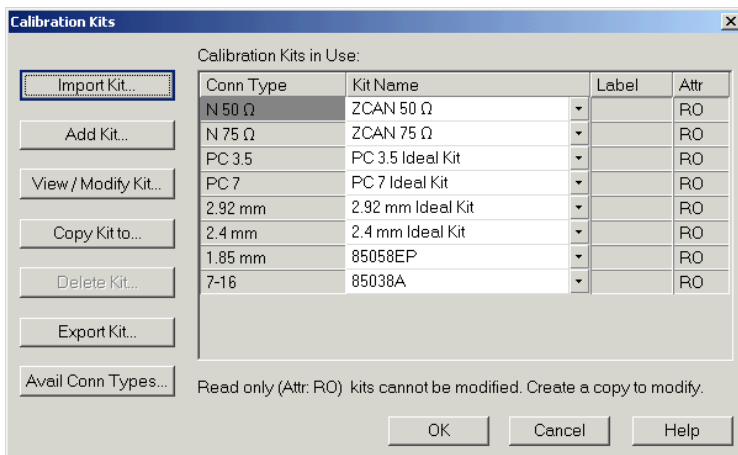 Calibration Kits
Calibration Kits in Use:
Import Kit...
Add Kit...
View / Modify Kit...
Copy Kit to...
Delete Kit...
Export Kit...
Avail Conn Types...
Conn Type Kit Name Label Attr
N 50 Ω ZCAN 50 Ω RO
N 75 Ω ZCAN 75 Ω RO
PC 3.5 PC 3.5 Ideal Kit RO
PC 7 PC 7 Ideal Kit RO
2.92 mm 2.92 mm Ideal Kit RO
2.4 mm 2.4 mm Ideal Kit RO
1.85 mm 85058EP RO
7-16 85038A RO
Read only (Attr: RO) kits cannot be modified. Create a copy to modify.
OK Cancel Help